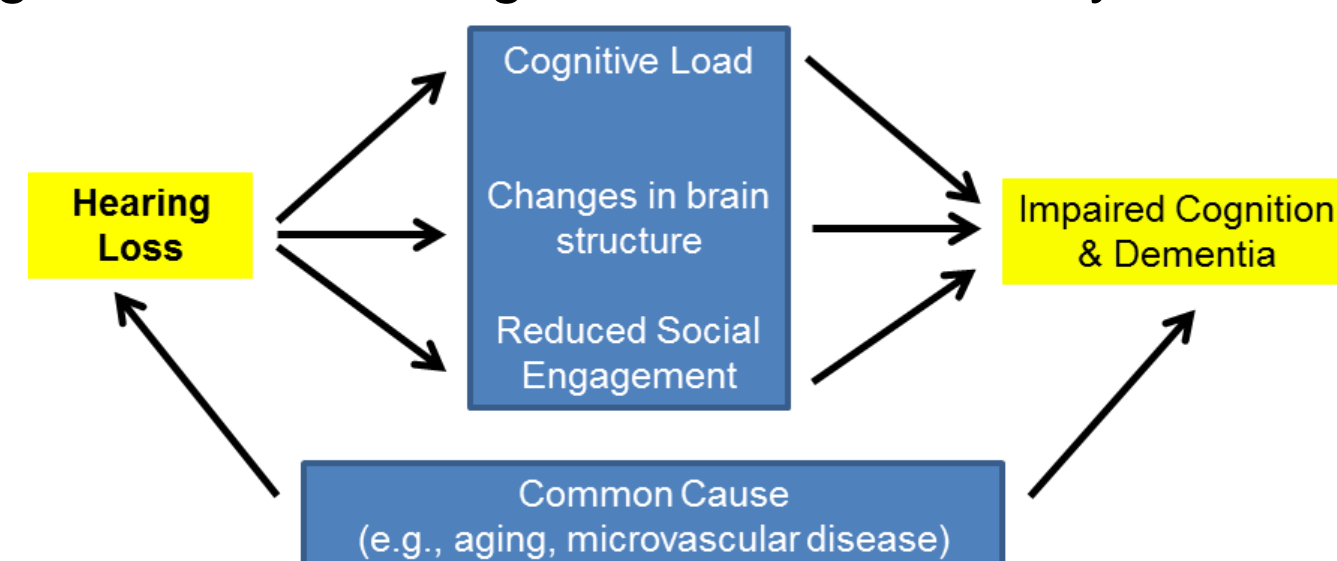 Cognitive Load
Hearing
Loss
Changes in brain
structure
Impaired Cognition
& Dementia
Reduced Social
Engagement
Common Cause
(e.g., aging, microvascular disease)